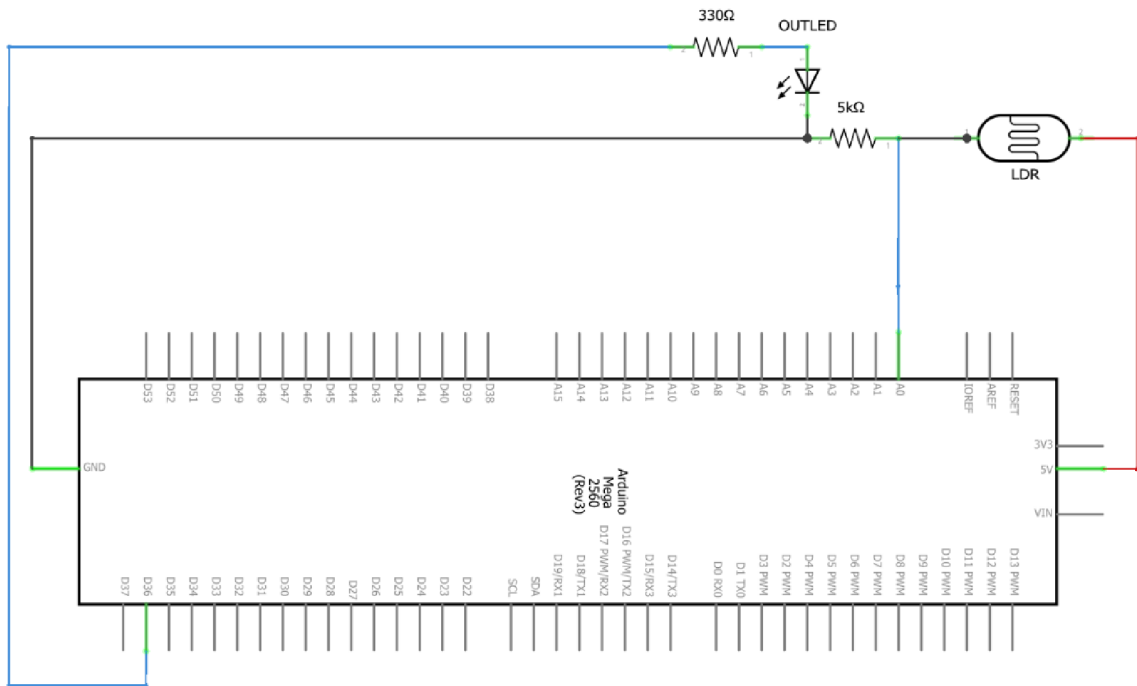 330Ω
OUTLED
5kΩ
LDR
D53
D52
D51
D50
D49
D48
D47
D46
D45
D44
D43
D42
D41
D40
D39
D38
A15
A14
A13
A12
A11
A10
A9
A8
A7
A6
A5
A4
A3
A2
A1
A0
IOREF
AREF
RESET
GND
3V3
5V
VIN
Arduino
Mega
2560
(Rev3)
D37
D36
D35
D34
D33
D32
D31
D30
D29
D28
D27
D26
D25
D24
D23
D22
SCL
SDA
D19/RX1
D18/TX1
D17 PWM/RX2
D16 PWM/TX2
D15/RX3
D14/TX3
D0 RX0
D1 TX0
D3 PWM
D2 PWM
D4 PWM
D5 PWM
D6 PWM
D7 PWM
D8 PWM
D9 PWM
D10 PWM
D11 PWM
D12 PWM
D13 PWM